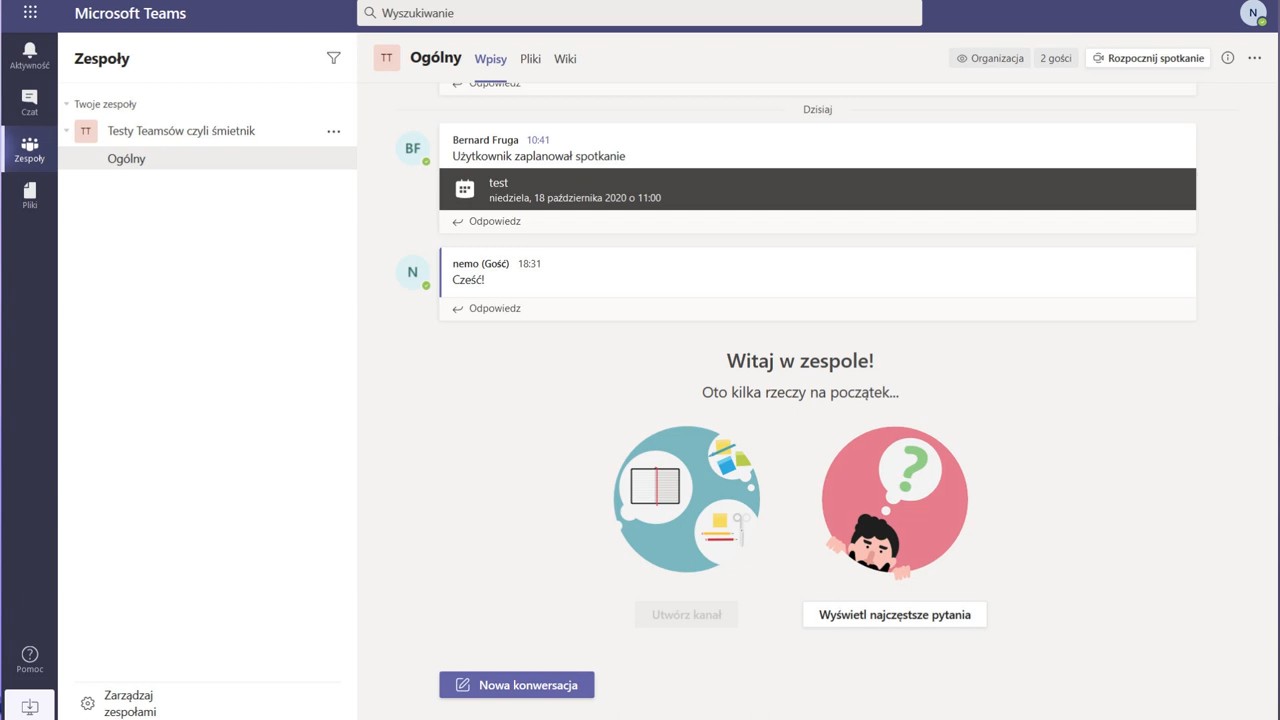 Microsoft Teams
Wyszukiwanie
N
Aktywność
Czat
Zespoły
Pliki
Pomoc
Zespoły
Twoje zespoły
TT Testy Teamsów czyli śmietnik
Ogólny
Zarządzaj
zespołami
TT Ogólny Wpisy Pliki Wiki
Organizacja 2 gości Rozpocznij spotkanie
Odpowiedz
Dzisiaj
BF
Bernard Fruga 10:41
Użytkownik zaplanował spotkanie
test
niedziela, 18 października 2020 o 11:00
Odpowiedz
N
nemo (Gość) 18:31
Cześć!
Odpowiedz
Witaj w zespole!
Oto kilka rzeczy na początek...
?
Utwórz kanał
Wyświetl najczęstsze pytania
Nowa konwersacja